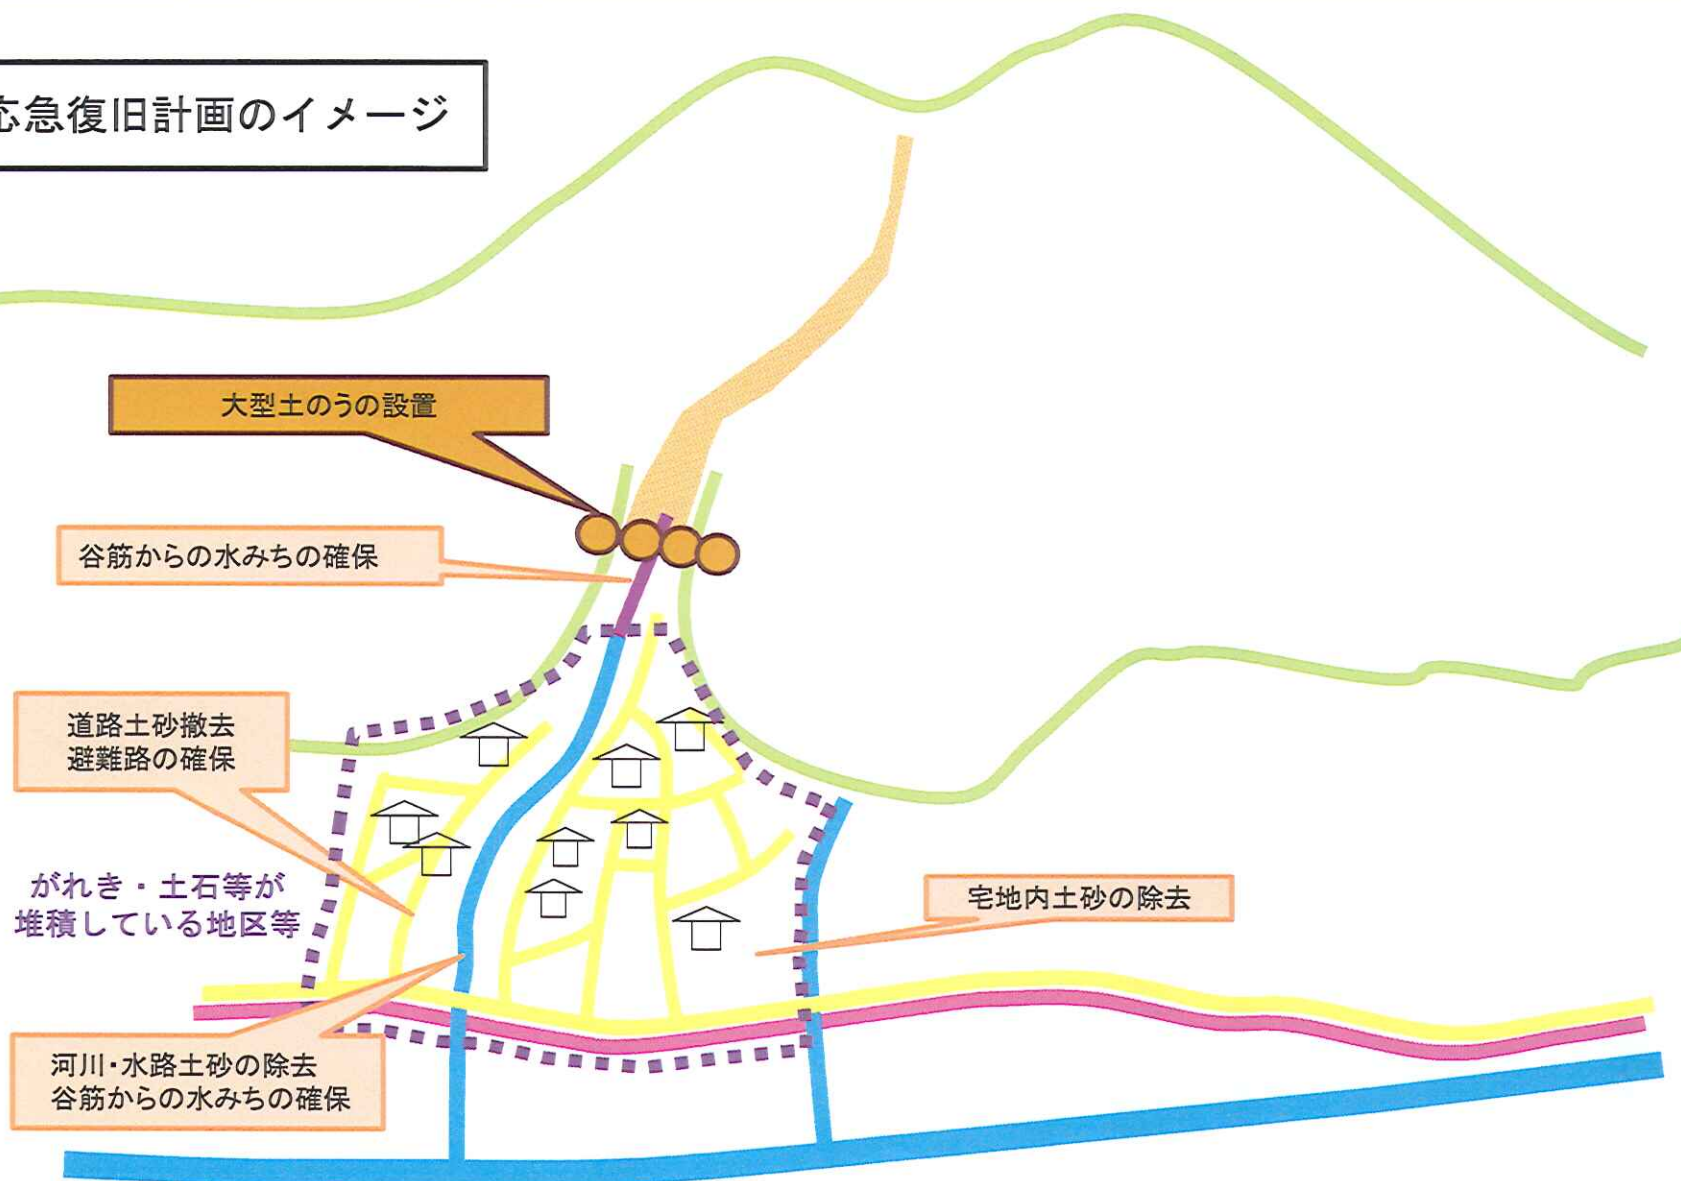 応急復旧計画のイメージ
大型土のうの設置
谷筋からの水みちの確保
道路土砂撤去
避難路の確保
がれき・土石等が
堆積している地区等
宅地内土砂の除去
河川・水路土砂の除去
谷筋からの水みちの確保